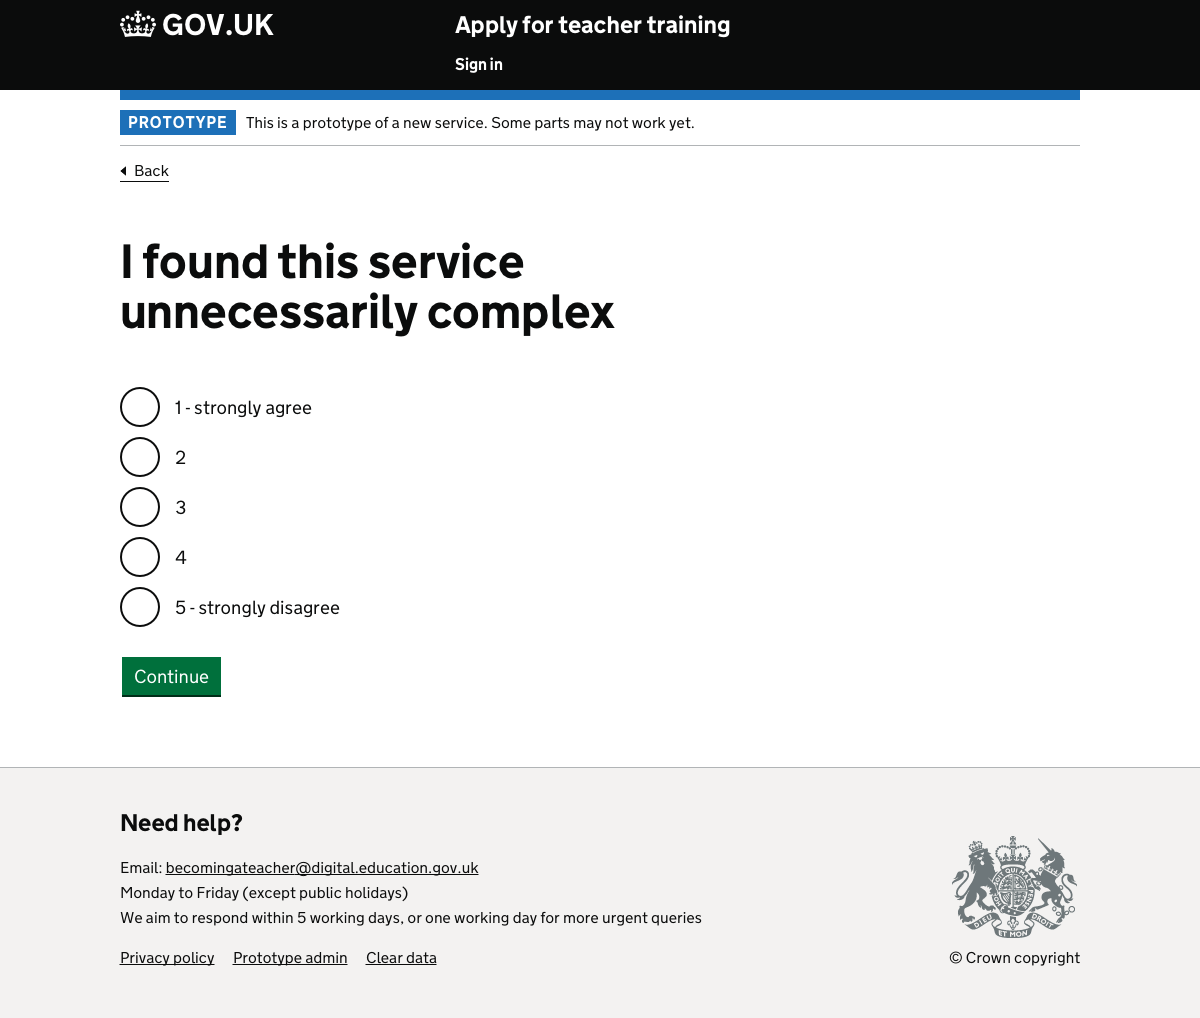 GOV.UK
Apply for teacher training
Sign in
PROTOTYPE This is a prototype of a new service. Some parts may not work yet.
Back
I found this service
unnecessarily complex
1 - strongly agree
2
3
4
5 - strongly disagree
Continue
Need help?
Email: becomingateacher@digital.education.gov.uk
Monday to Friday (except public holidays)
We aim to respond within 5 working days, or one working day for more urgent queries
Privacy policy Prototype admin Clear data
DIEU ET MON DROIT
© Crown copyright